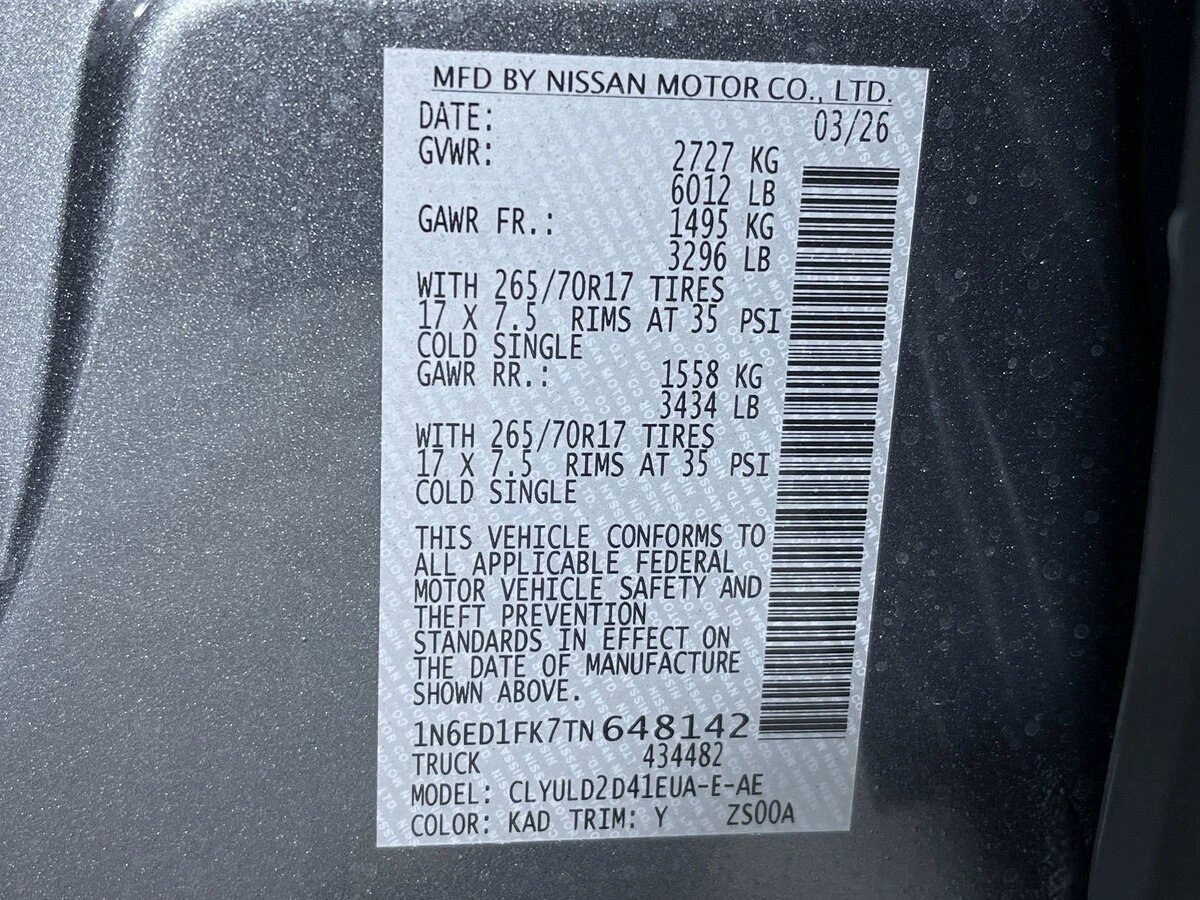 MFD BY NISSAN MOTOR CO., LTD.
DATE: 03/26
GVWR: 2727 KG
6012 LB
GAWR FR.: 1495 KG
3296 LB
WITH 265/70R17 TIRES
17 X 7.5 RIMS AT 35 PSI
COLD SINGLE
GAWR RR.: 1558 KG
3434 LB
WITH 265/70R17 TIRES
17 X 7.5 RIMS AT 35 PSI
COLD SINGLE
THIS VEHICLE CONFORMS TO
ALL APPLICABLE FEDERAL
MOTOR VEHICLE SAFETY AND
THEFT PREVENTION
STANDARDS IN EFFECT ON
THE DATE OF MANUFACTURE
SHOWN ABOVE.
1N6ED1FK7TN648142
TRUCK 434482
MODEL: CLYULD2D41EUA-E-AE
COLOR: KAD TRIM: Y ZS00A